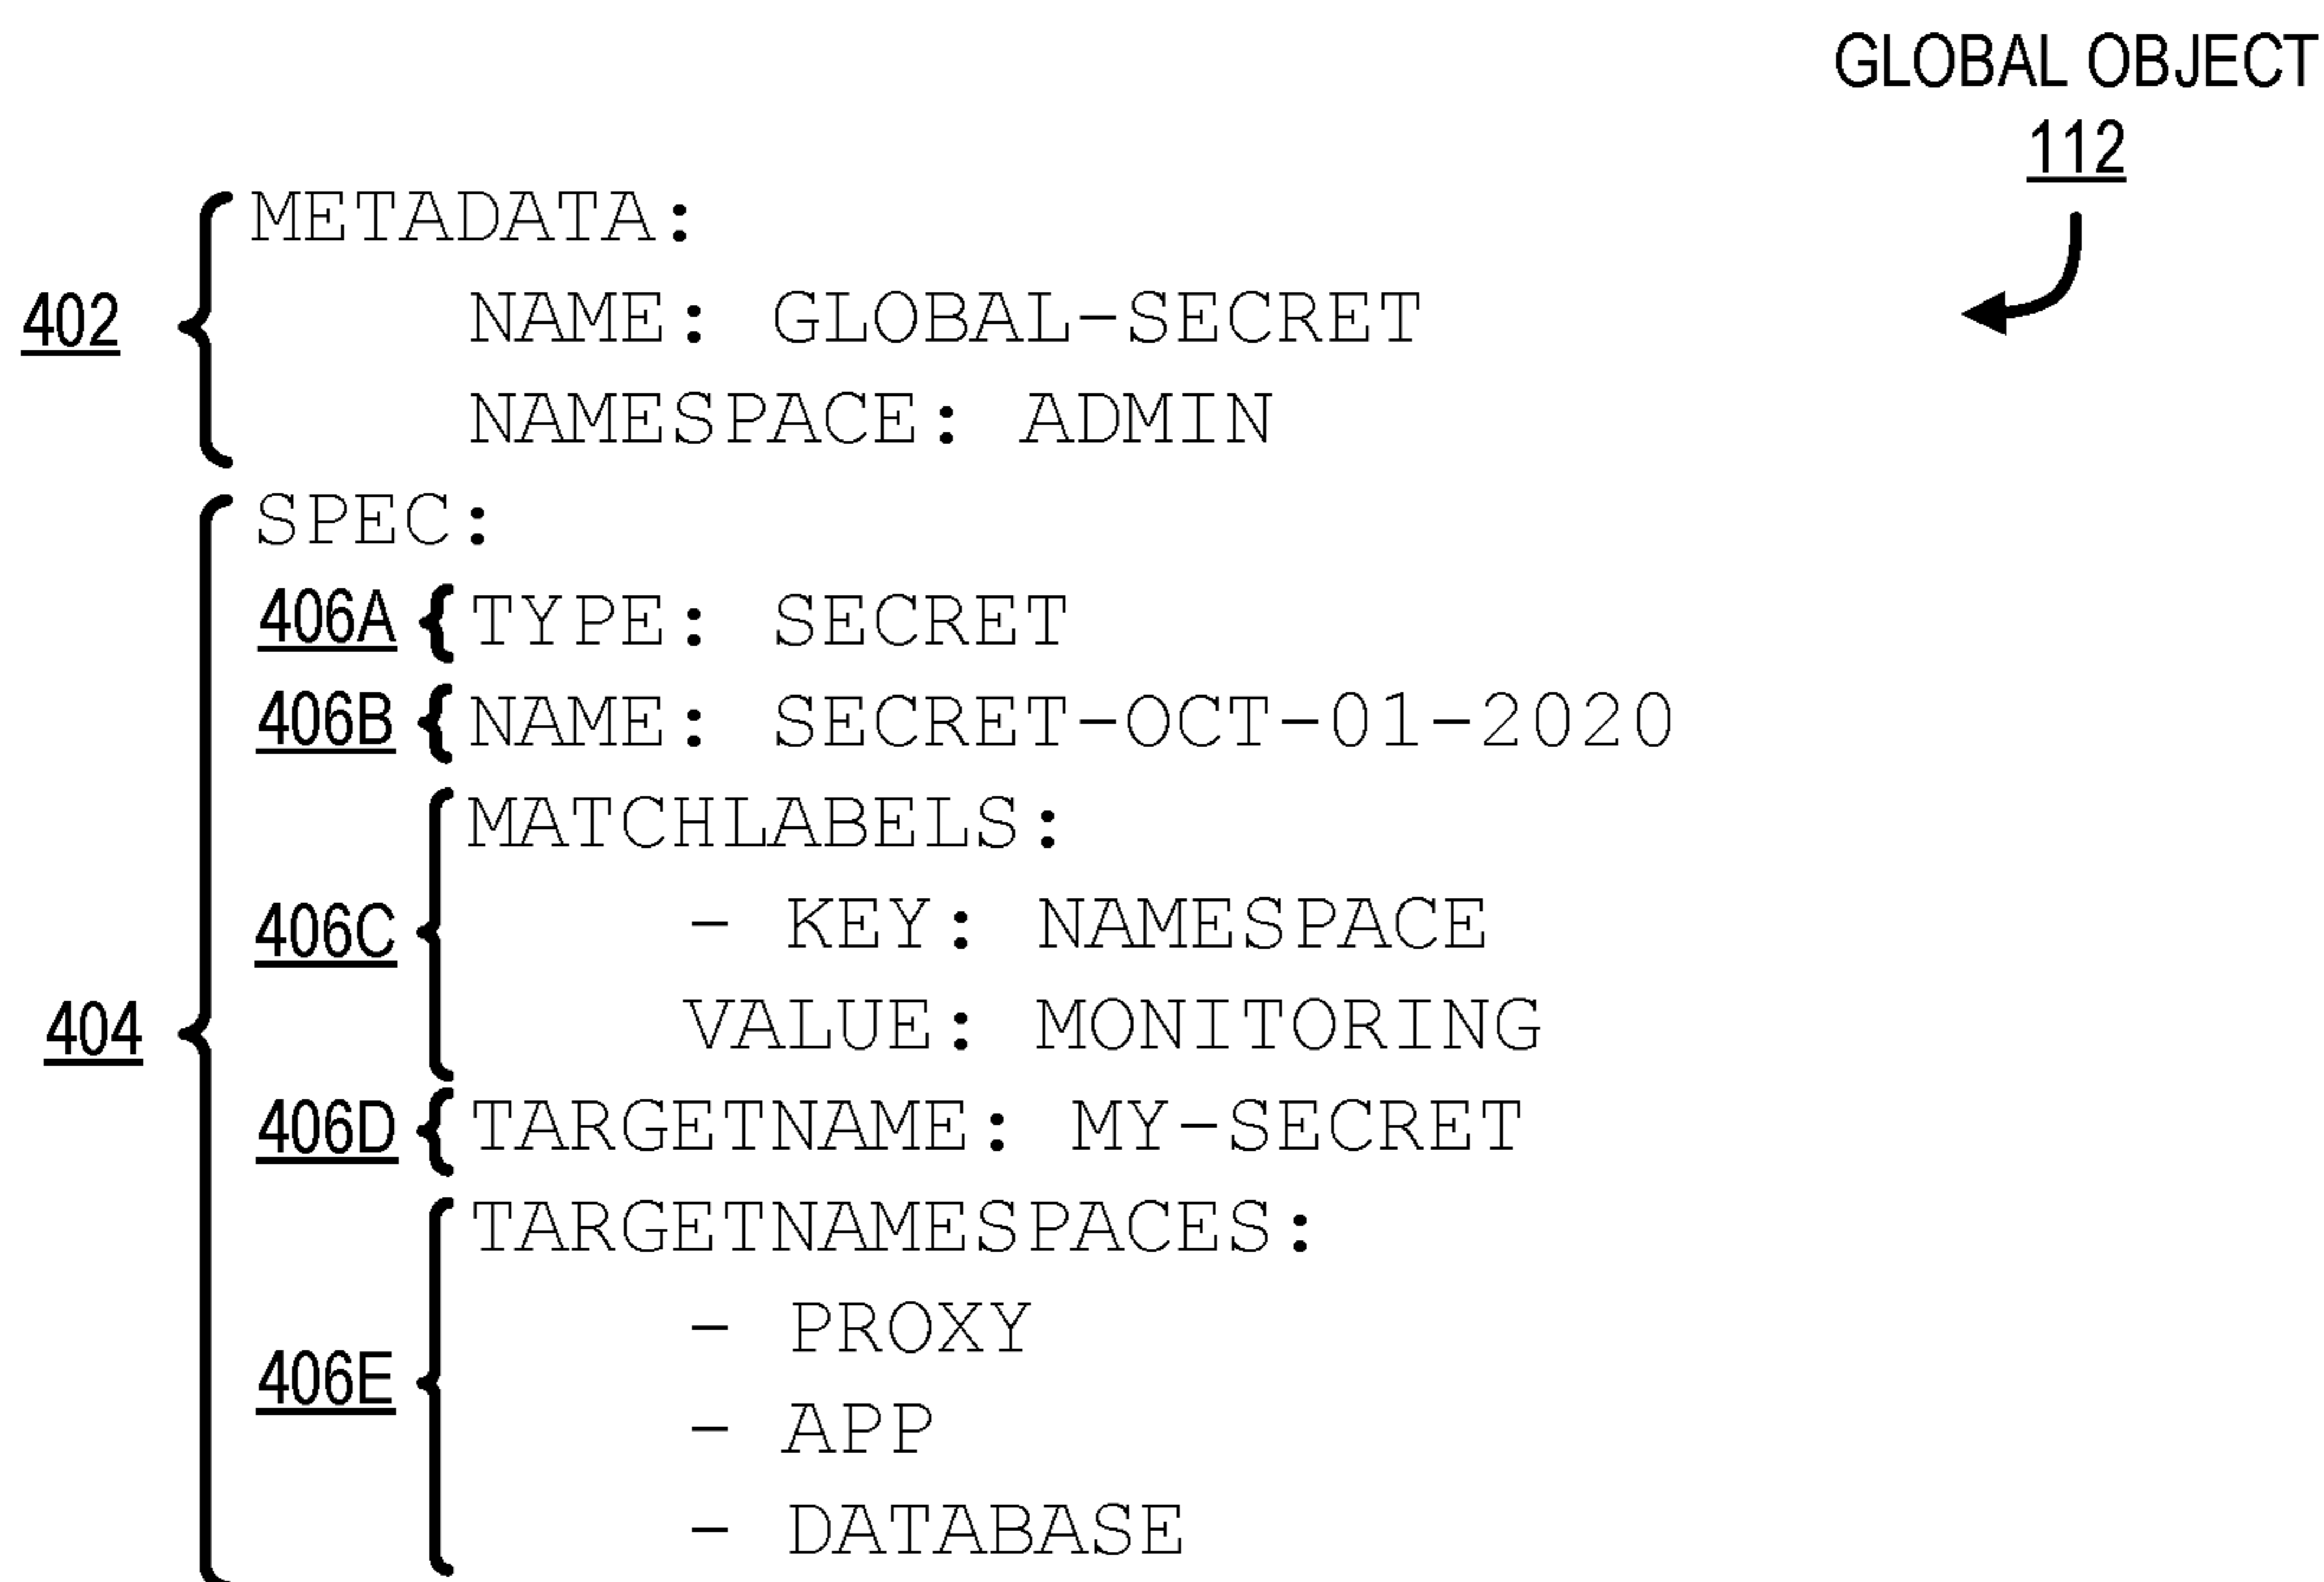 GLOBAL OBJECT
112
METADATA:
402
NAME: GLOBAL-SECRET
NAMESPACE: ADMIN
SPEC:
406A TYPE: SECRET
406B NAME: SECRET-OCT-01-2020
MATCHLABELS:
406C - KEY: NAMESPACE
404 VALUE: MONITORING
406D TARGETNAME: MY-SECRET
TARGETNAMESPACES:
- PROXY
406E
- APP
- DATABASE